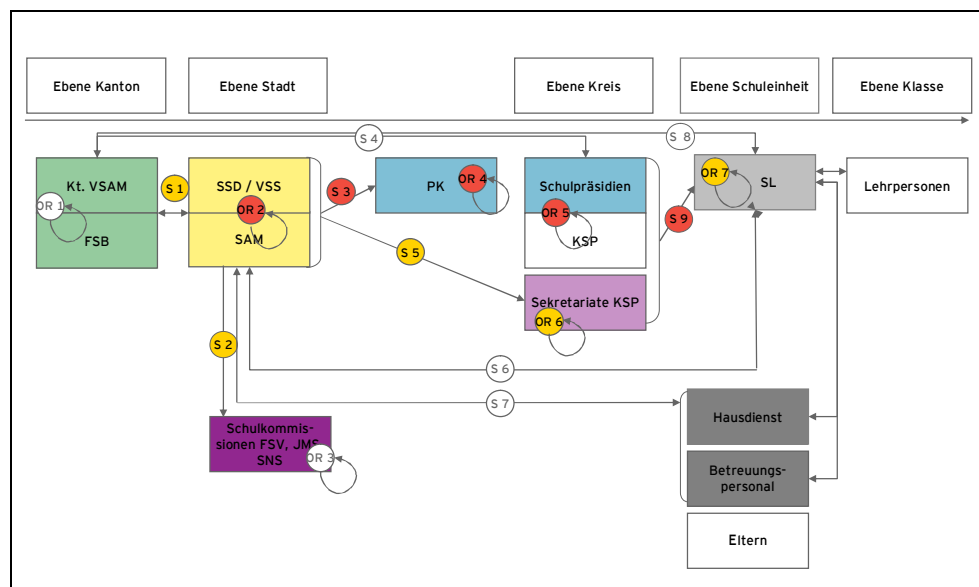 Ebene Kanton
Ebene Stadt
Ebene Kreis
Ebene Schuleinheit
Ebene Klasse
S 4
S 8
Kt. VSAM
OR 1
FSB
S 1
SSD / VSS
OR 2
SAM
S 3
PK
OR 4
Schulpräsidien
OR 5
KSP
S 9
OR 7
SL
Lehrpersonen
S 5
Sekretariate KSP
OR 6
S 2
S 6
S 7
Schulkommis-
sionen FSV, JMS,
SNS
OR 3
Hausdienst
Betreuungs-
personal
Eltern